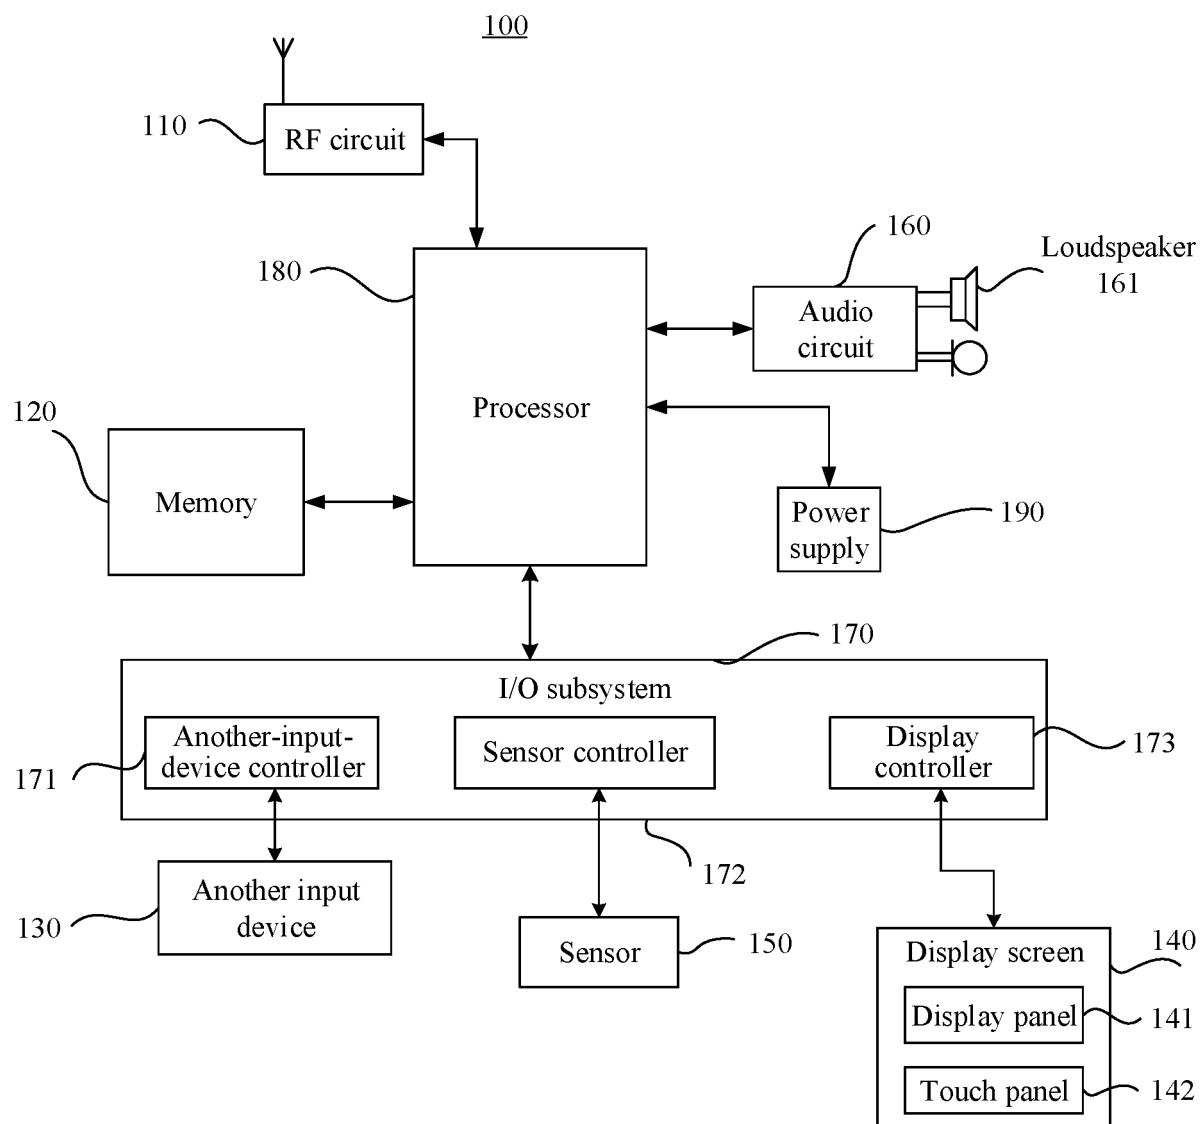 100
110
RF circuit
160
Loudspeaker
161
180
Audio
circuit
Processor
120
Memory
Power
supply
190
170
I/O subsystem
Another-input-
device controller
Sensor controller
Display
controller
173
171
172
Another input
device
130
Sensor
150
Display screen
140
Display panel
141
Touch panel
142